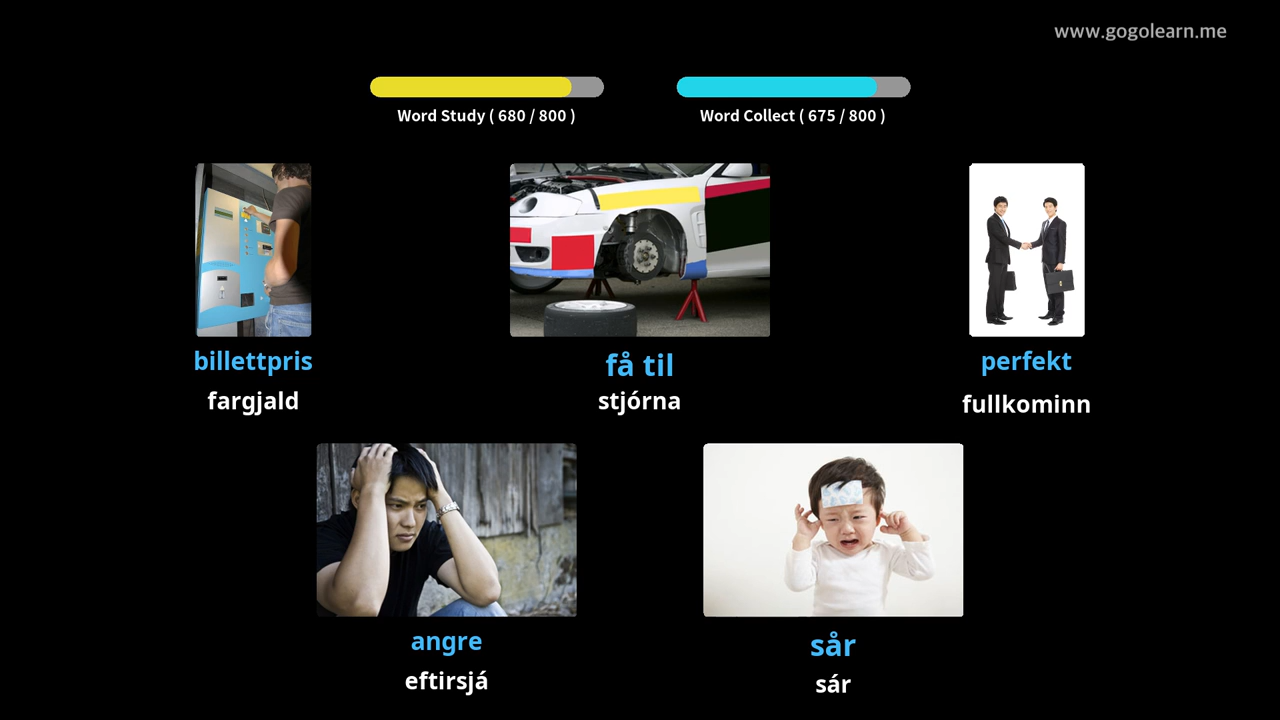 www.gogolearn.me
Word Study ( 680 / 800 )
Word Collect ( 675 / 800 )
billettpris
fargjald
få til
stjórna
perfekt
fullkominn
angre
eftirsjá
sår
sár